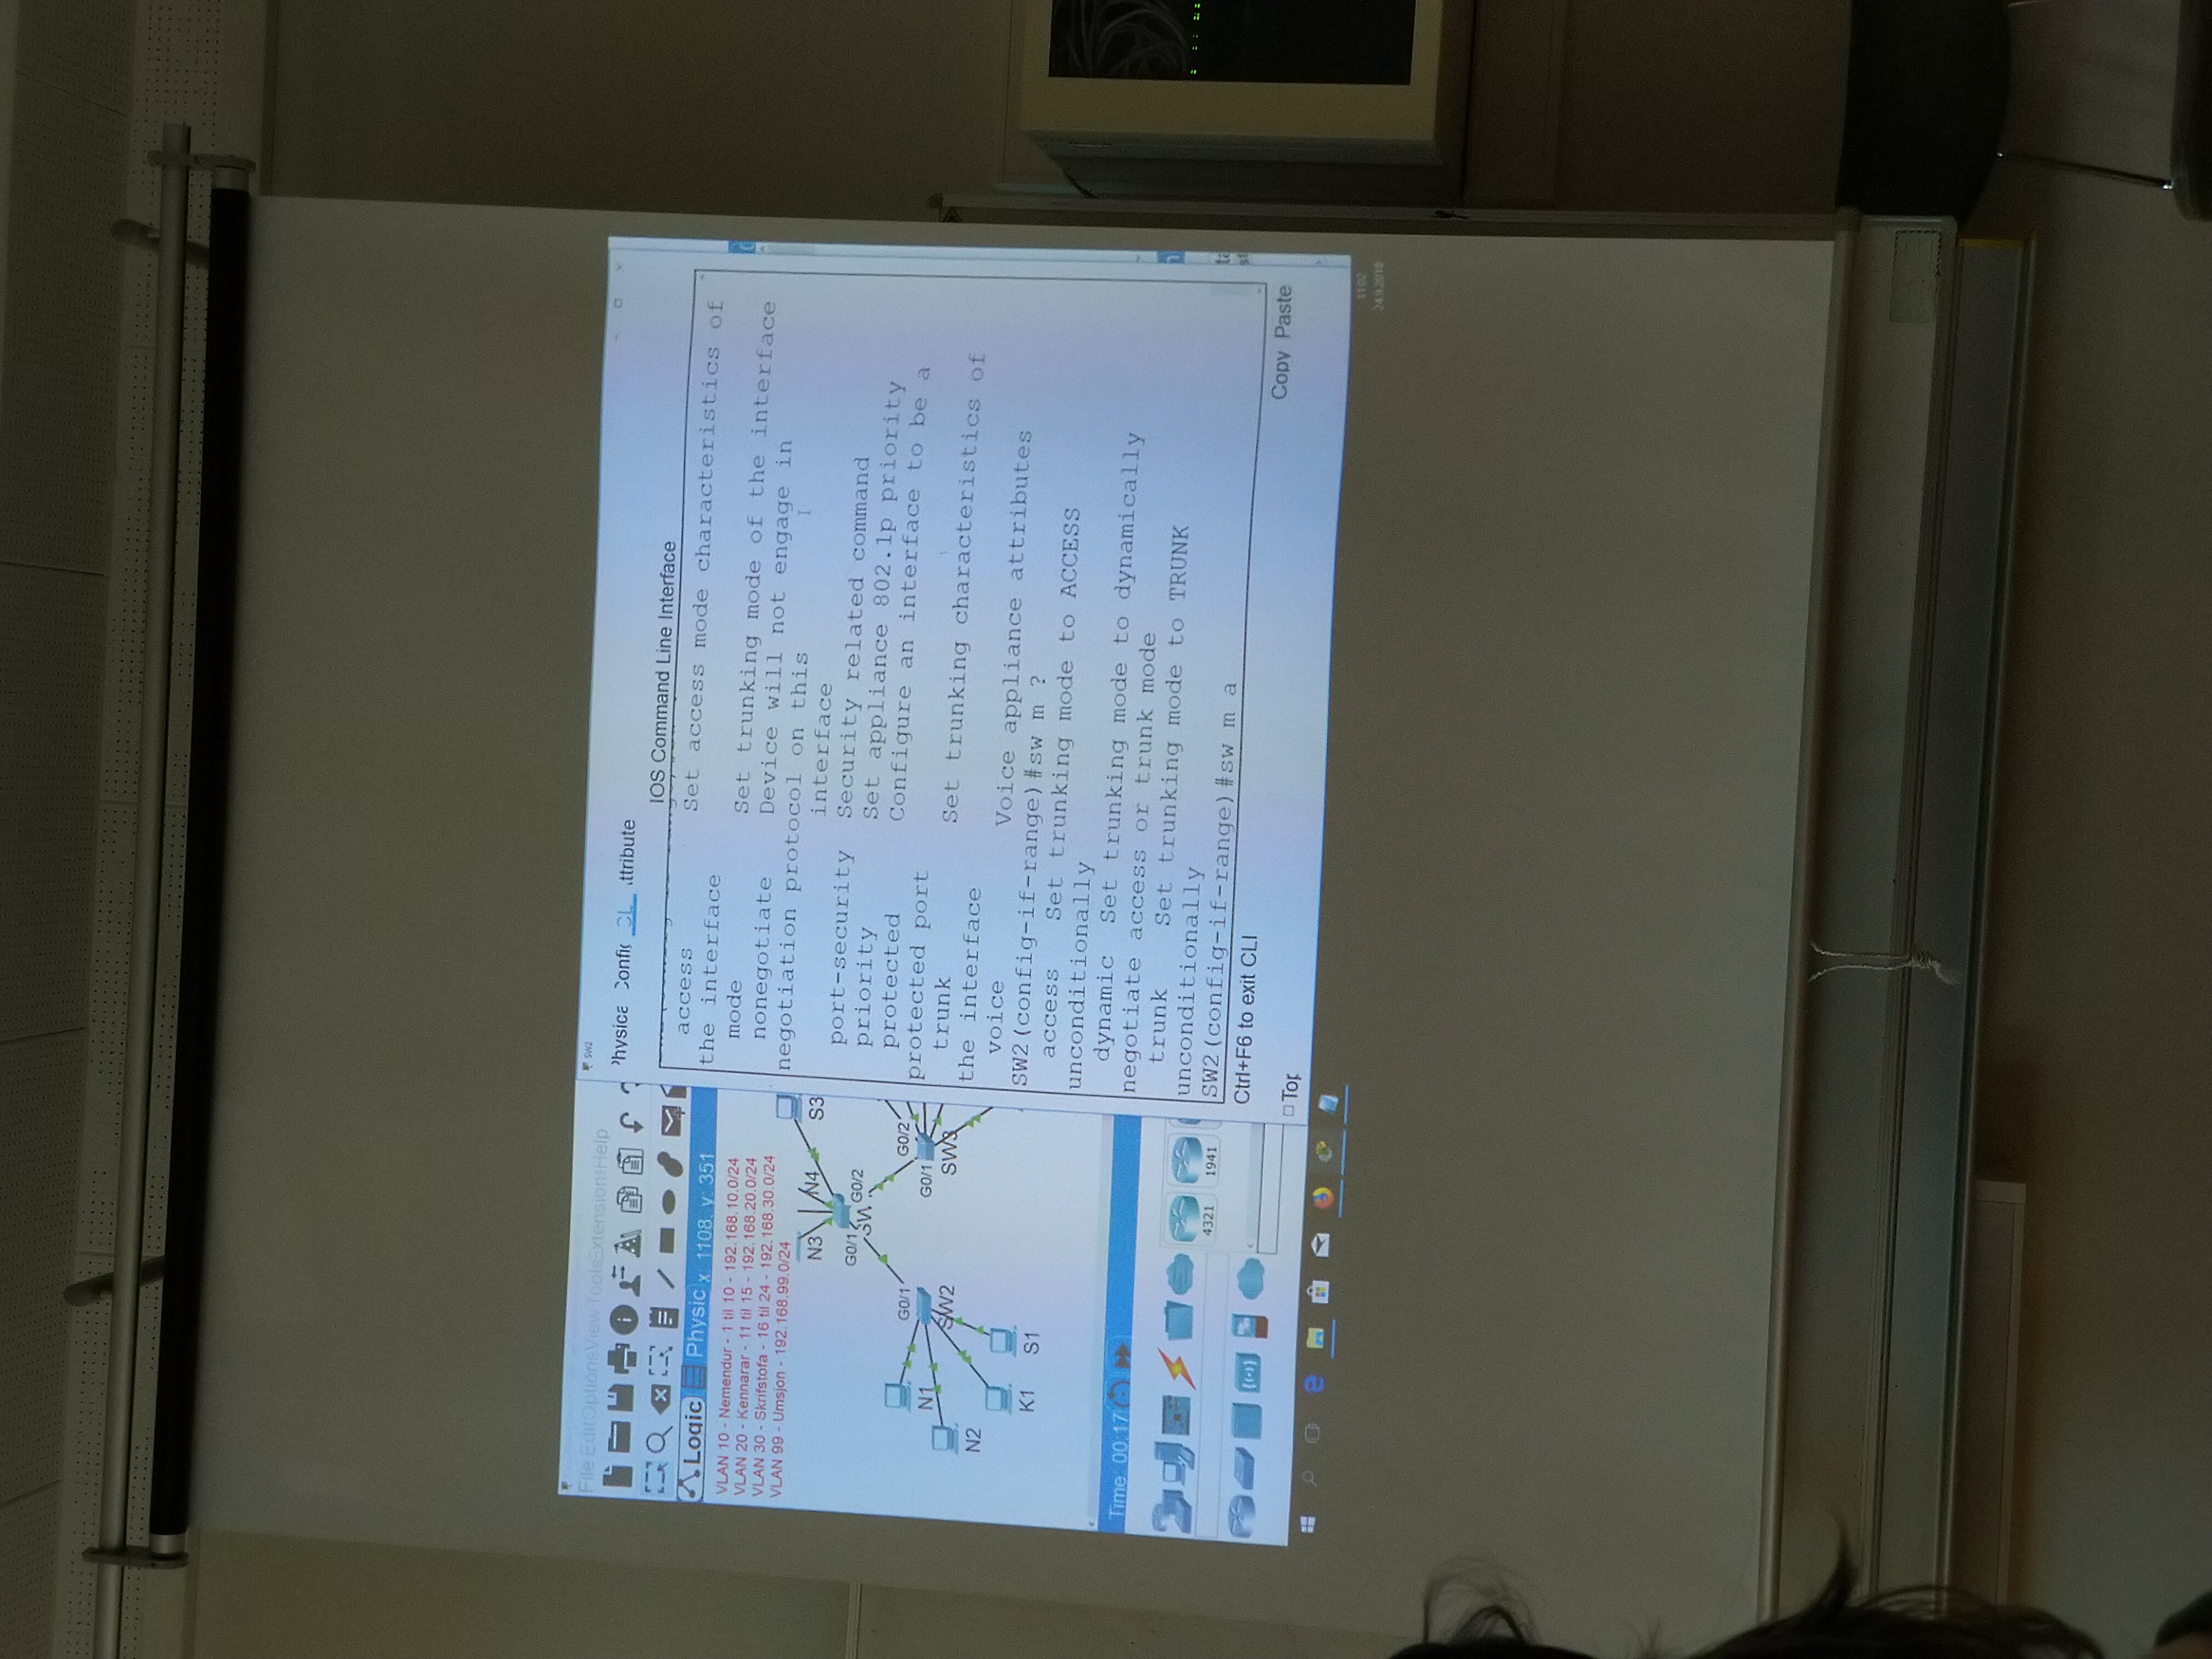 File EditOptionsView Tools ExtensionsHelp
Logic Physic x: 1108, y: 351
VLAN 10 - Nemendur - 1 til 10 - 192.168.10.0/24
VLAN 20 - Kennarar - 11 til 15 - 192.168.20.0/24
VLAN 30 - Skrifstofa - 16 til 24 - 192.168.30.0/24
VLAN 99 - Umsjon - 192.168.99.0/24
N3
N4
S3
G0/1
SW
G0/2
N1
G0/1
SW2
N2
K1
S1
G0/2
G0/1
SW3
Time: 00:17
4321
1941
SW2
Physica Config CL Attribute
IOS Command Line Interface
access Set access mode characteristics of
the interface
mode Set trunking mode of the interface
nonegotiate Device will not engage in
negotiation protocol on this
interface
port-security Security related command
priority Set appliance 802.1p priority
protected Configure an interface to be a
protected port
trunk Set trunking characteristics of
the interface
voice Voice appliance attributes
SW2(config-if-range)#sw m ?
access Set trunking mode to ACCESS
unconditionally
dynamic Set trunking mode to dynamically
negotiate access or trunk mode
trunk Set trunking mode to TRUNK
unconditionally
SW2(config-if-range)#sw m a
Ctrl+F6 to exit CLI
Copy Paste
Top
11:02
24.9.2018